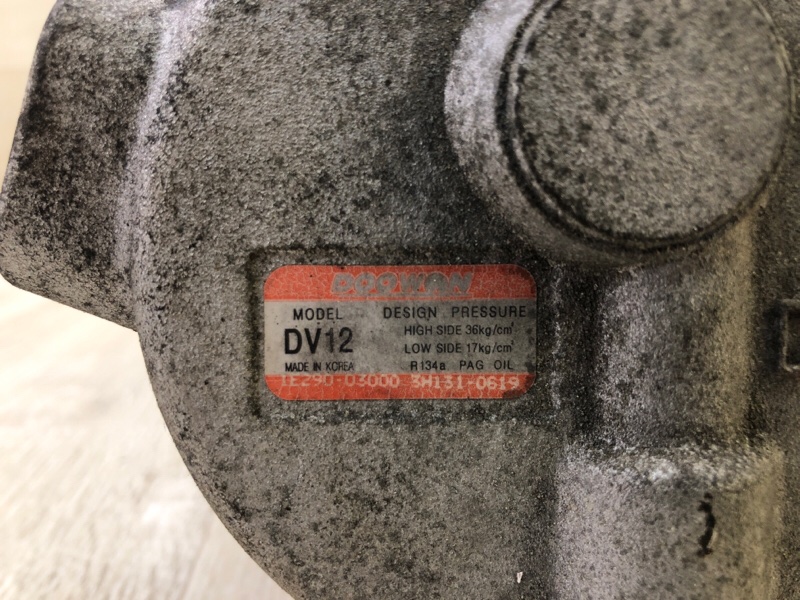 DOOWAN
MODEL DESIGN PRESSURE
DV12 HIGH SIDE 36kg/cm²
LOW SIDE 17kg/cm²
MADE IN KOREA R134a PAG OIL
1E290-03000 3H131-0619